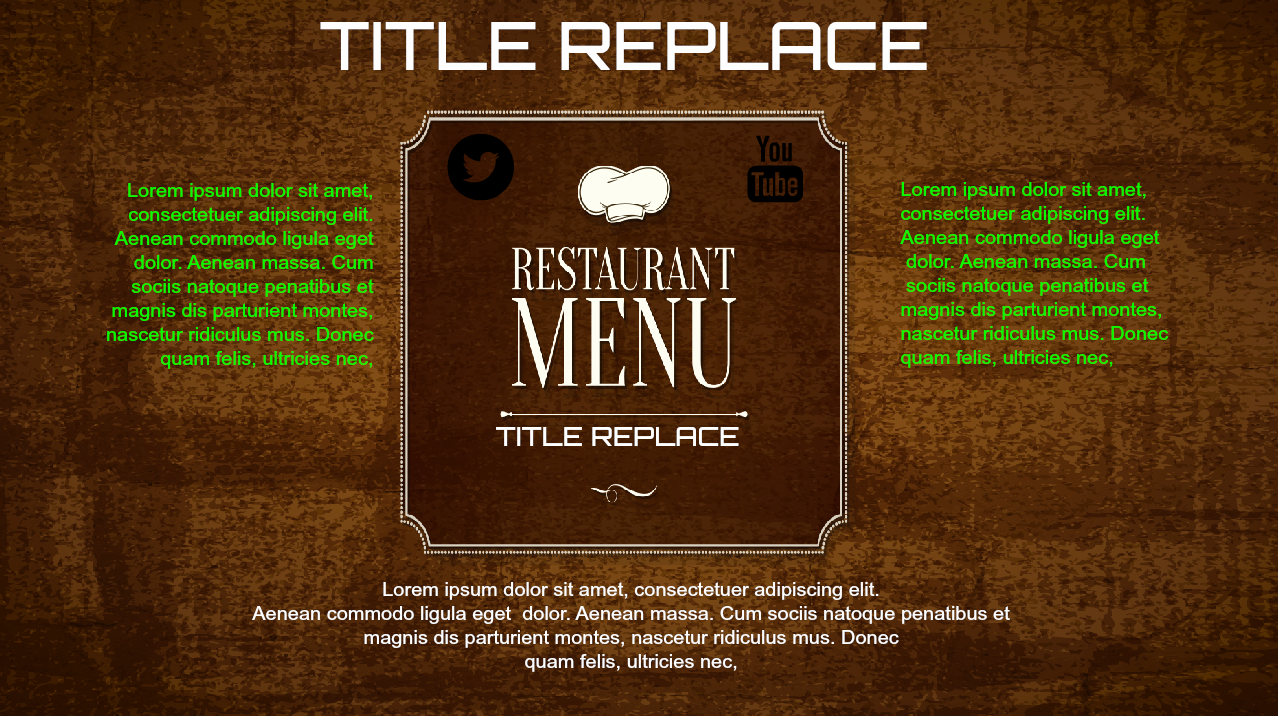 TITLE REPLACE
You
Tube
Lorem ipsum dolor sit amet,
consectetuer adipiscing elit.
Aenean commodo ligula eget
dolor. Aenean massa. Cum
sociis natoque penatibus et
magnis dis parturient montes,
nascetur ridiculus mus. Donec
quam felis, ultricies nec,
RESTAURANT
MENU
TITLE REPLACE
Lorem ipsum dolor sit amet,
consectetuer adipiscing elit.
Aenean commodo ligula eget
dolor. Aenean massa. Cum
sociis natoque penatibus et
magnis dis parturient montes,
nascetur ridiculus mus. Donec
quam felis, ultricies nec,
Lorem ipsum dolor sit amet, consectetuer adipiscing elit.
Aenean commodo ligula eget  dolor. Aenean massa. Cum sociis natoque penatibus et
magnis dis parturient montes, nascetur ridiculus mus. Donec
quam felis, ultricies nec,